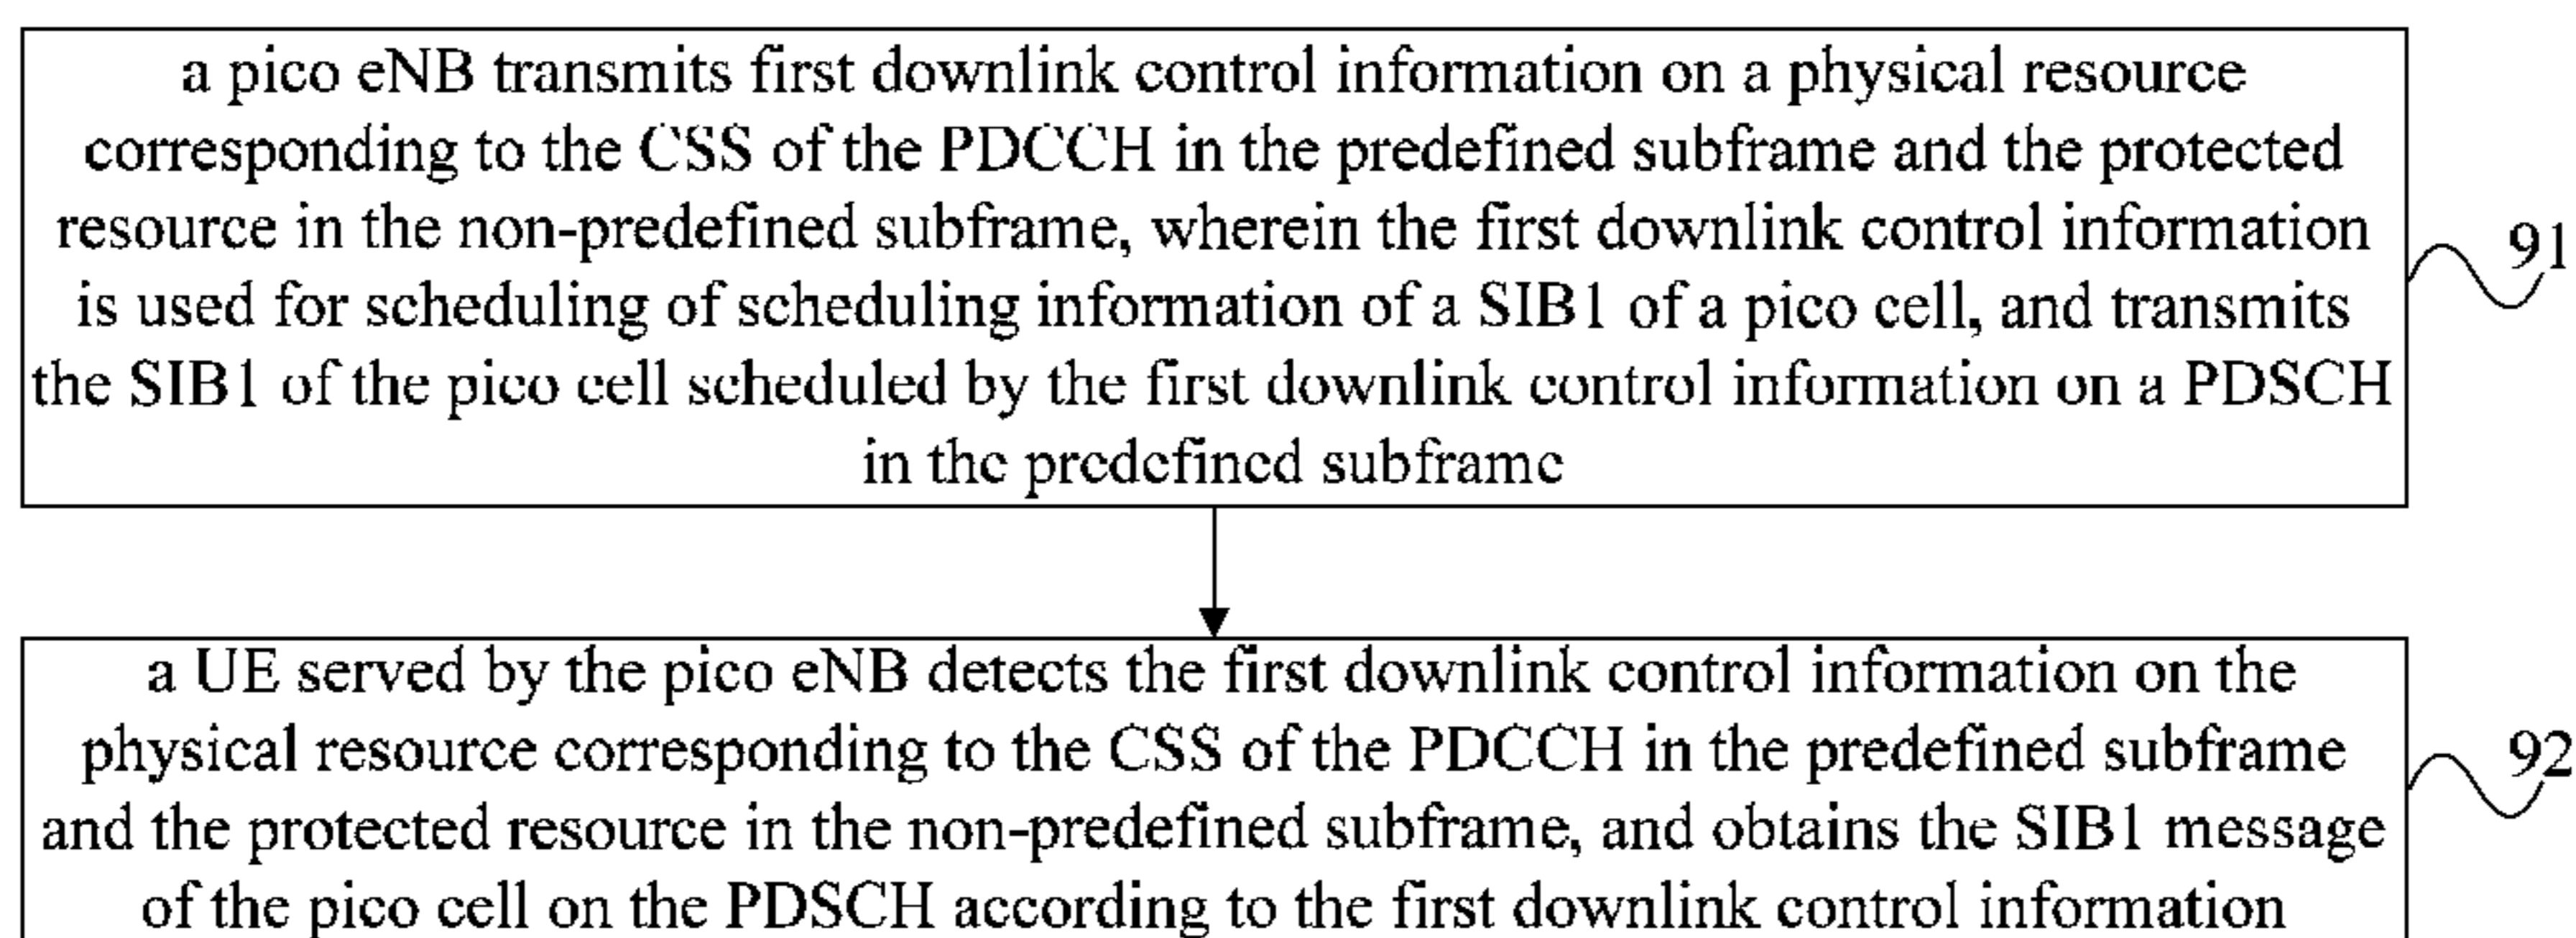 a pico eNB transmits first downlink control information on a physical resource
corresponding to the CSS of the PDCCH in the predefined subframe and the protected
resource in the non-predefined subframe, wherein the first downlink control information
is used for scheduling of scheduling information of a SIB1 of a pico cell, and transmits
the SIB1 of the pico cell scheduled by the first downlink control information on a PDSCH
in the predefined subframe
91
a UE served by the pico eNB detects the first downlink control information on the
physical resource corresponding to the CSS of the PDCCH in the predefined subframe
and the protected resource in the non-predefined subframe, and obtains the SIB1 message
of the pico cell on the PDSCH according to the first downlink control information
92